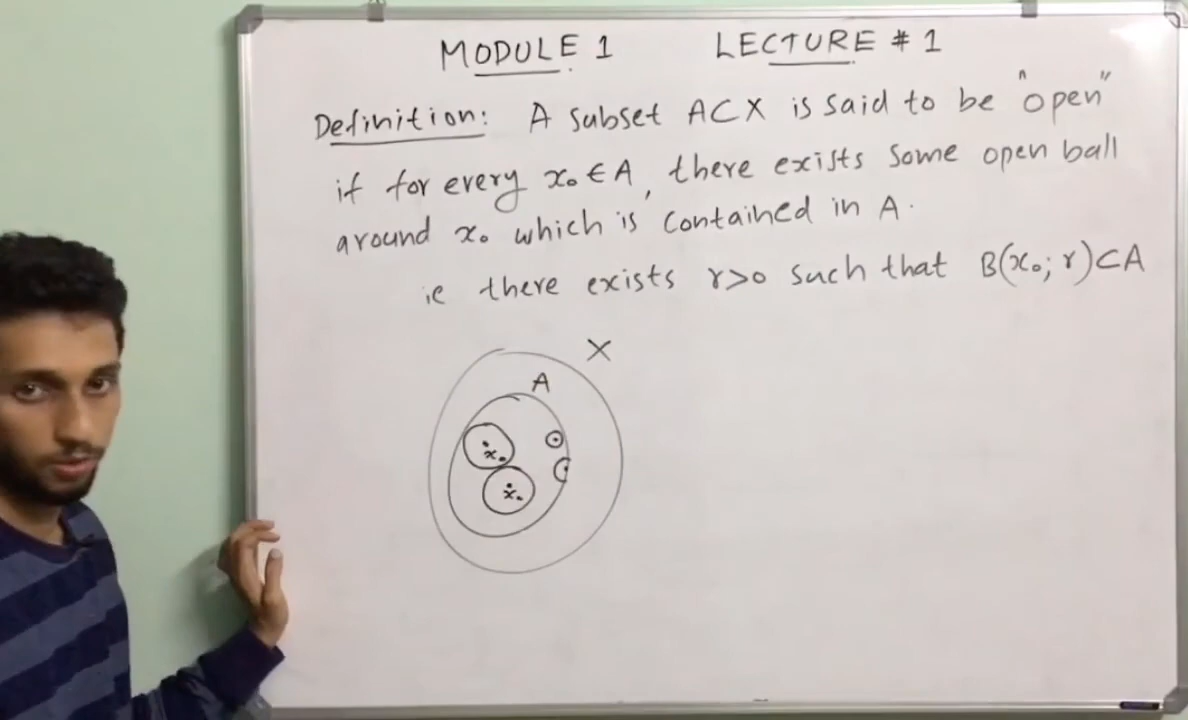 MODULE 1 LECTURE # 1
Definition: A subset A⊂X is said to be "open"
if for every x₀ ∈ A, there exists some open ball
around x₀ which is contained in A.
ie there exists r>0 such that B(x₀; r)⊂A
X
A
x₀
x₀